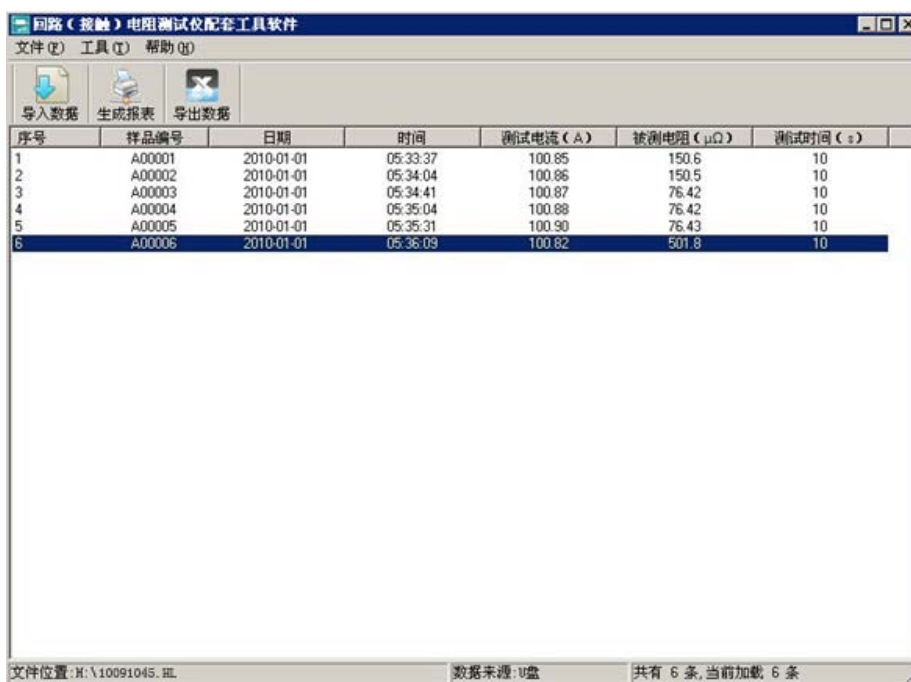 回路（接触）电阻测试仪配套工具软件
文件(F) 工具(T) 帮助(H)
导入数据 生成报表 导出数据
序号 样品编号 日期 时间 测试电流（A） 被测电阻（μΩ） 测试时间（s）
1 A00001 2010-01-01 05:33:37 100.85 150.6 10
2 A00002 2010-01-01 05:34:04 100.86 150.5 10
3 A00003 2010-01-01 05:34:41 100.87 76.42 10
4 A00004 2010-01-01 05:35:04 100.88 76.42 10
5 A00005 2010-01-01 05:35:31 100.90 76.43 10
6 A00006 2010-01-01 05:36:09 100.82 501.8 10
文件位置:H:\10091045.HL 数据来源:U盘 共有 6 条,当前加载 6 条